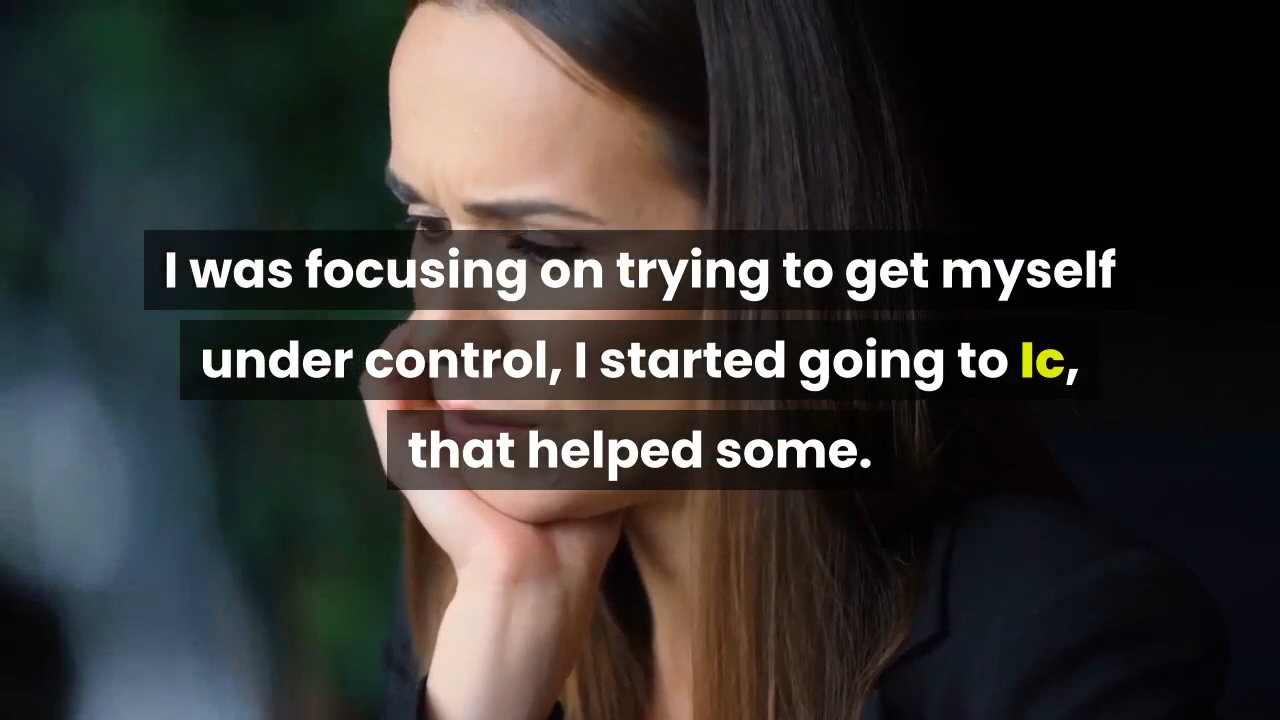 I was focusing on trying to get myself
under control, I started going to Ic,
that helped some.